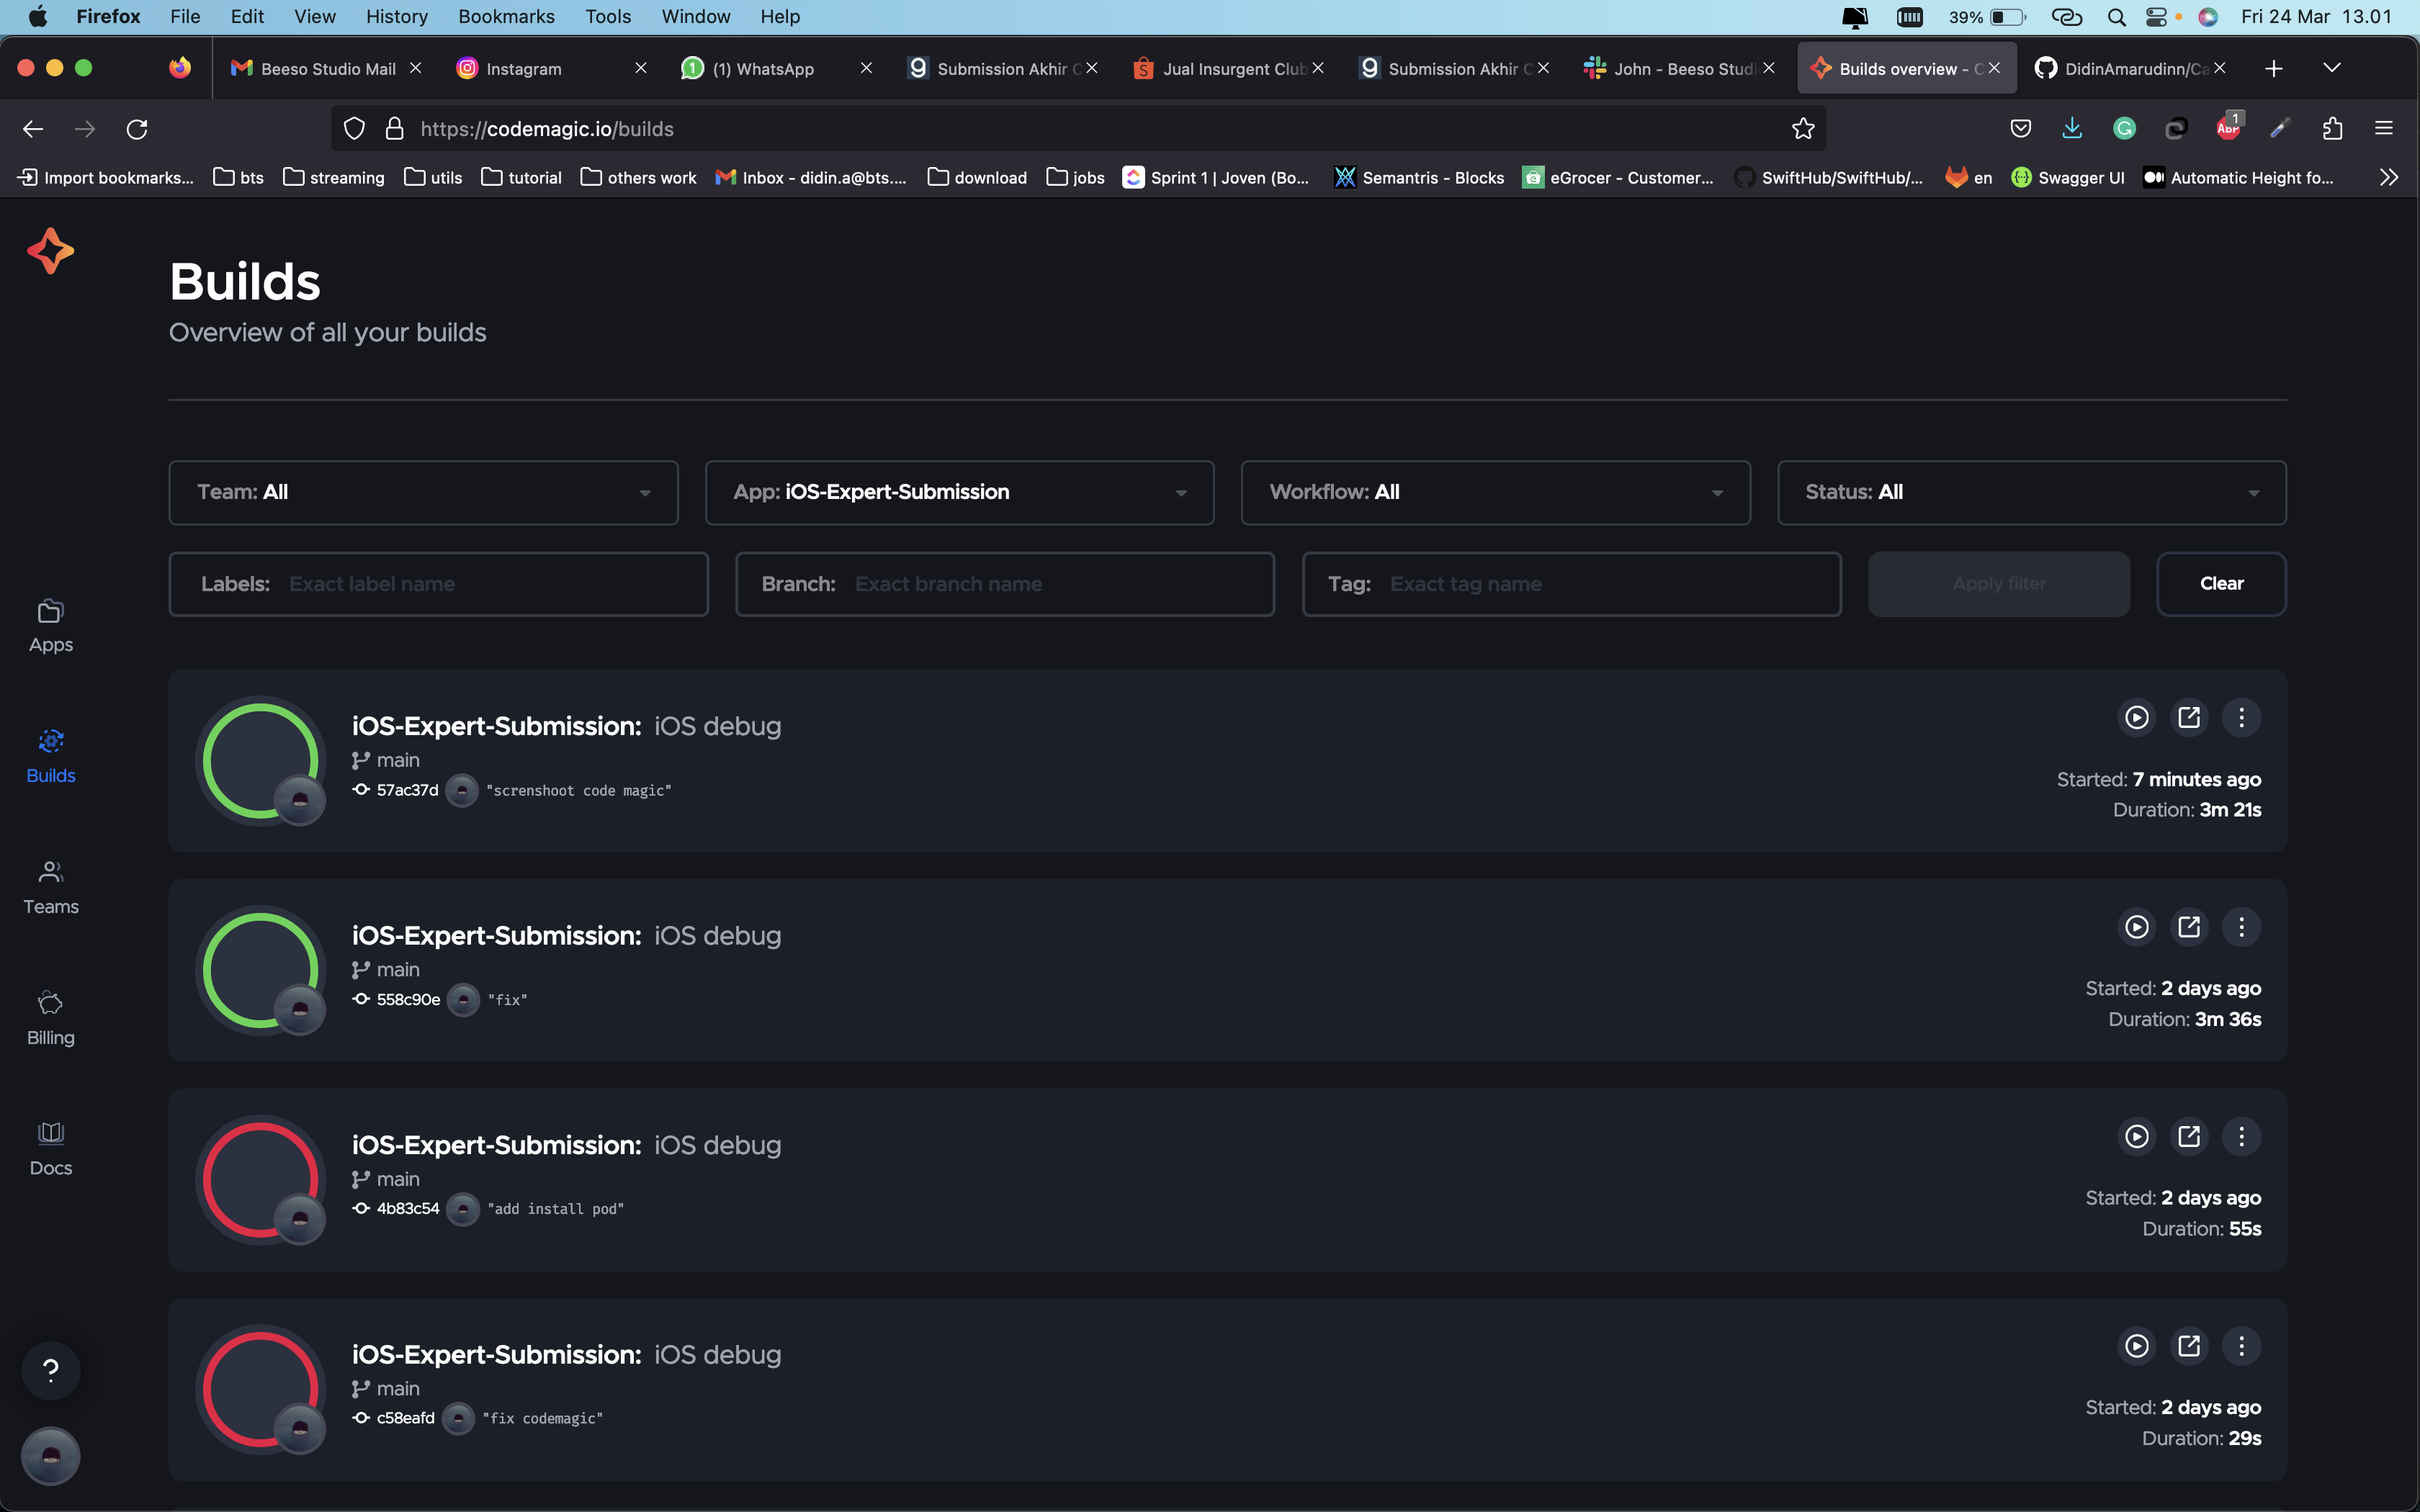 Firefox File Edit View History Bookmarks Tools Window Help 39% Fri 24 Mar 13.01
Beeso Studio Mail Instagram (1) WhatsApp Submission Akhir C Jual Insurgent Club Submission Akhir C John - Beeso Studi Builds overview - C DidinAmarudinn/Ca
https://codemagic.io/builds ABP 1
Import bookmarks... bts streaming utils tutorial others work Inbox - didin.a@bts.... download jobs Sprint 1 | Joven (Bo... Semantris - Blocks eGrocer - Customer... SwiftHub/SwiftHub/... en Swagger UI Automatic Height fo...
Builds
Overview of all your builds
Team: All App: iOS-Expert-Submission Workflow: All Status: All
Labels: Exact label name Branch: Exact branch name Tag: Exact tag name Apply filter Clear
Apps
Builds
Teams
Billing
Docs
?
iOS-Expert-Submission: iOS debug
main
57ac37d "screnshoot code magic"
Started: 7 minutes ago
Duration: 3m 21s
iOS-Expert-Submission: iOS debug
main
558c90e "fix"
Started: 2 days ago
Duration: 3m 36s
iOS-Expert-Submission: iOS debug
main
4b83c54 "add install pod"
Started: 2 days ago
Duration: 55s
iOS-Expert-Submission: iOS debug
main
c58eafd "fix codemagic"
Started: 2 days ago
Duration: 29s